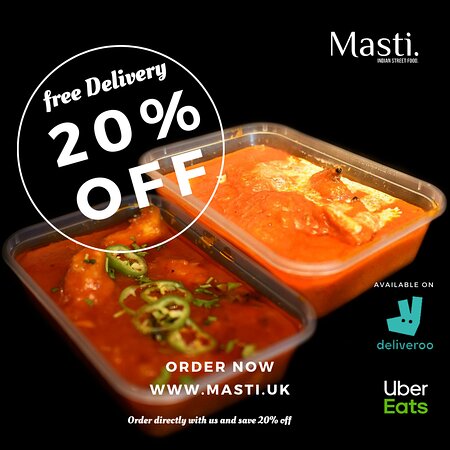 Masti.
INDIAN STREET FOOD.
free Delivery
20%
OFF
AVAILABLE ON
deliveroo
ORDER NOW
WWW.MASTI.UK
Uber
Eats
Order directly with us and save 20% off